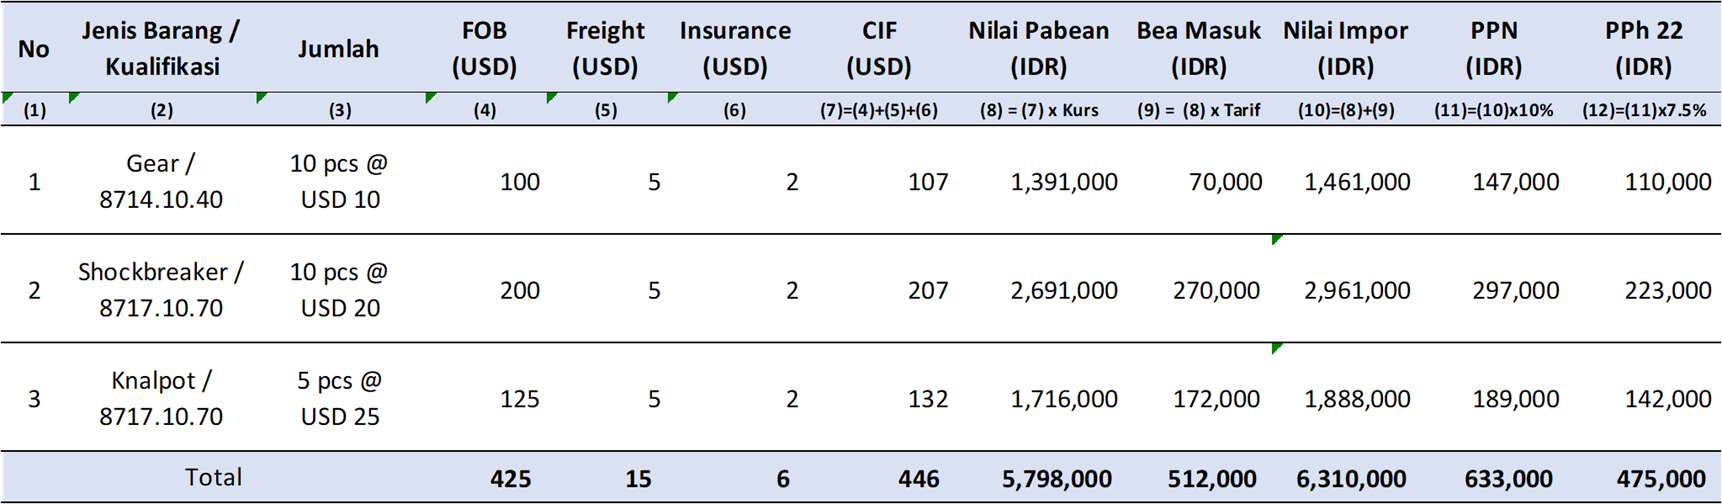 No Jenis Barang / Kualifikasi Jumlah FOB (USD) Freight (USD) Insurance (USD) CIF (USD) Nilai Pabean (IDR) Bea Masuk (IDR) Nilai Impor (IDR) PPN (IDR) PPh 22 (IDR)
(1) (2) (3) (4) (5) (6) (7)=(4)+(5)+(6) (8) = (7) x Kurs (9) = (8) x Tarif (10)=(8)+(9) (11)=(10)x10% (12)=(11)x7.5%
1 Gear / 8714.10.40 10 pcs @ USD 10 100 5 2 107 1,391,000 70,000 1,461,000 147,000 110,000
2 Shockbreaker / 8717.10.70 10 pcs @ USD 20 200 5 2 207 2,691,000 270,000 2,961,000 297,000 223,000
3 Knalpot / 8717.10.70 5 pcs @ USD 25 125 5 2 132 1,716,000 172,000 1,888,000 189,000 142,000
Total 425 15 6 446 5,798,000 512,000 6,310,000 633,000 475,000